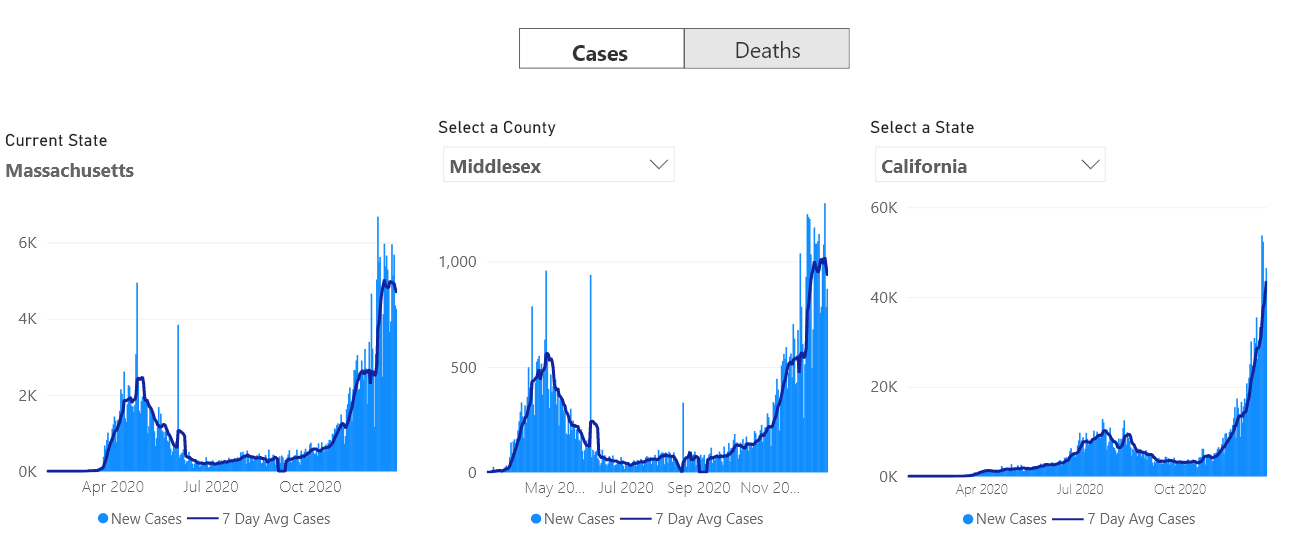 Cases
Deaths
Current State
Massachusetts
6K
4K
2K
0K
Apr 2020
Jul 2020
Oct 2020
New Cases
7 Day Avg Cases
Select a County
Middlesex
1,000
500
0
May 20...
Jul 2020
Sep 2020
Nov 20...
New Cases
7 Day Avg Cases
Select a State
California
60K
40K
20K
0K
Apr 2020
Jul 2020
Oct 2020
New Cases
7 Day Avg Cases